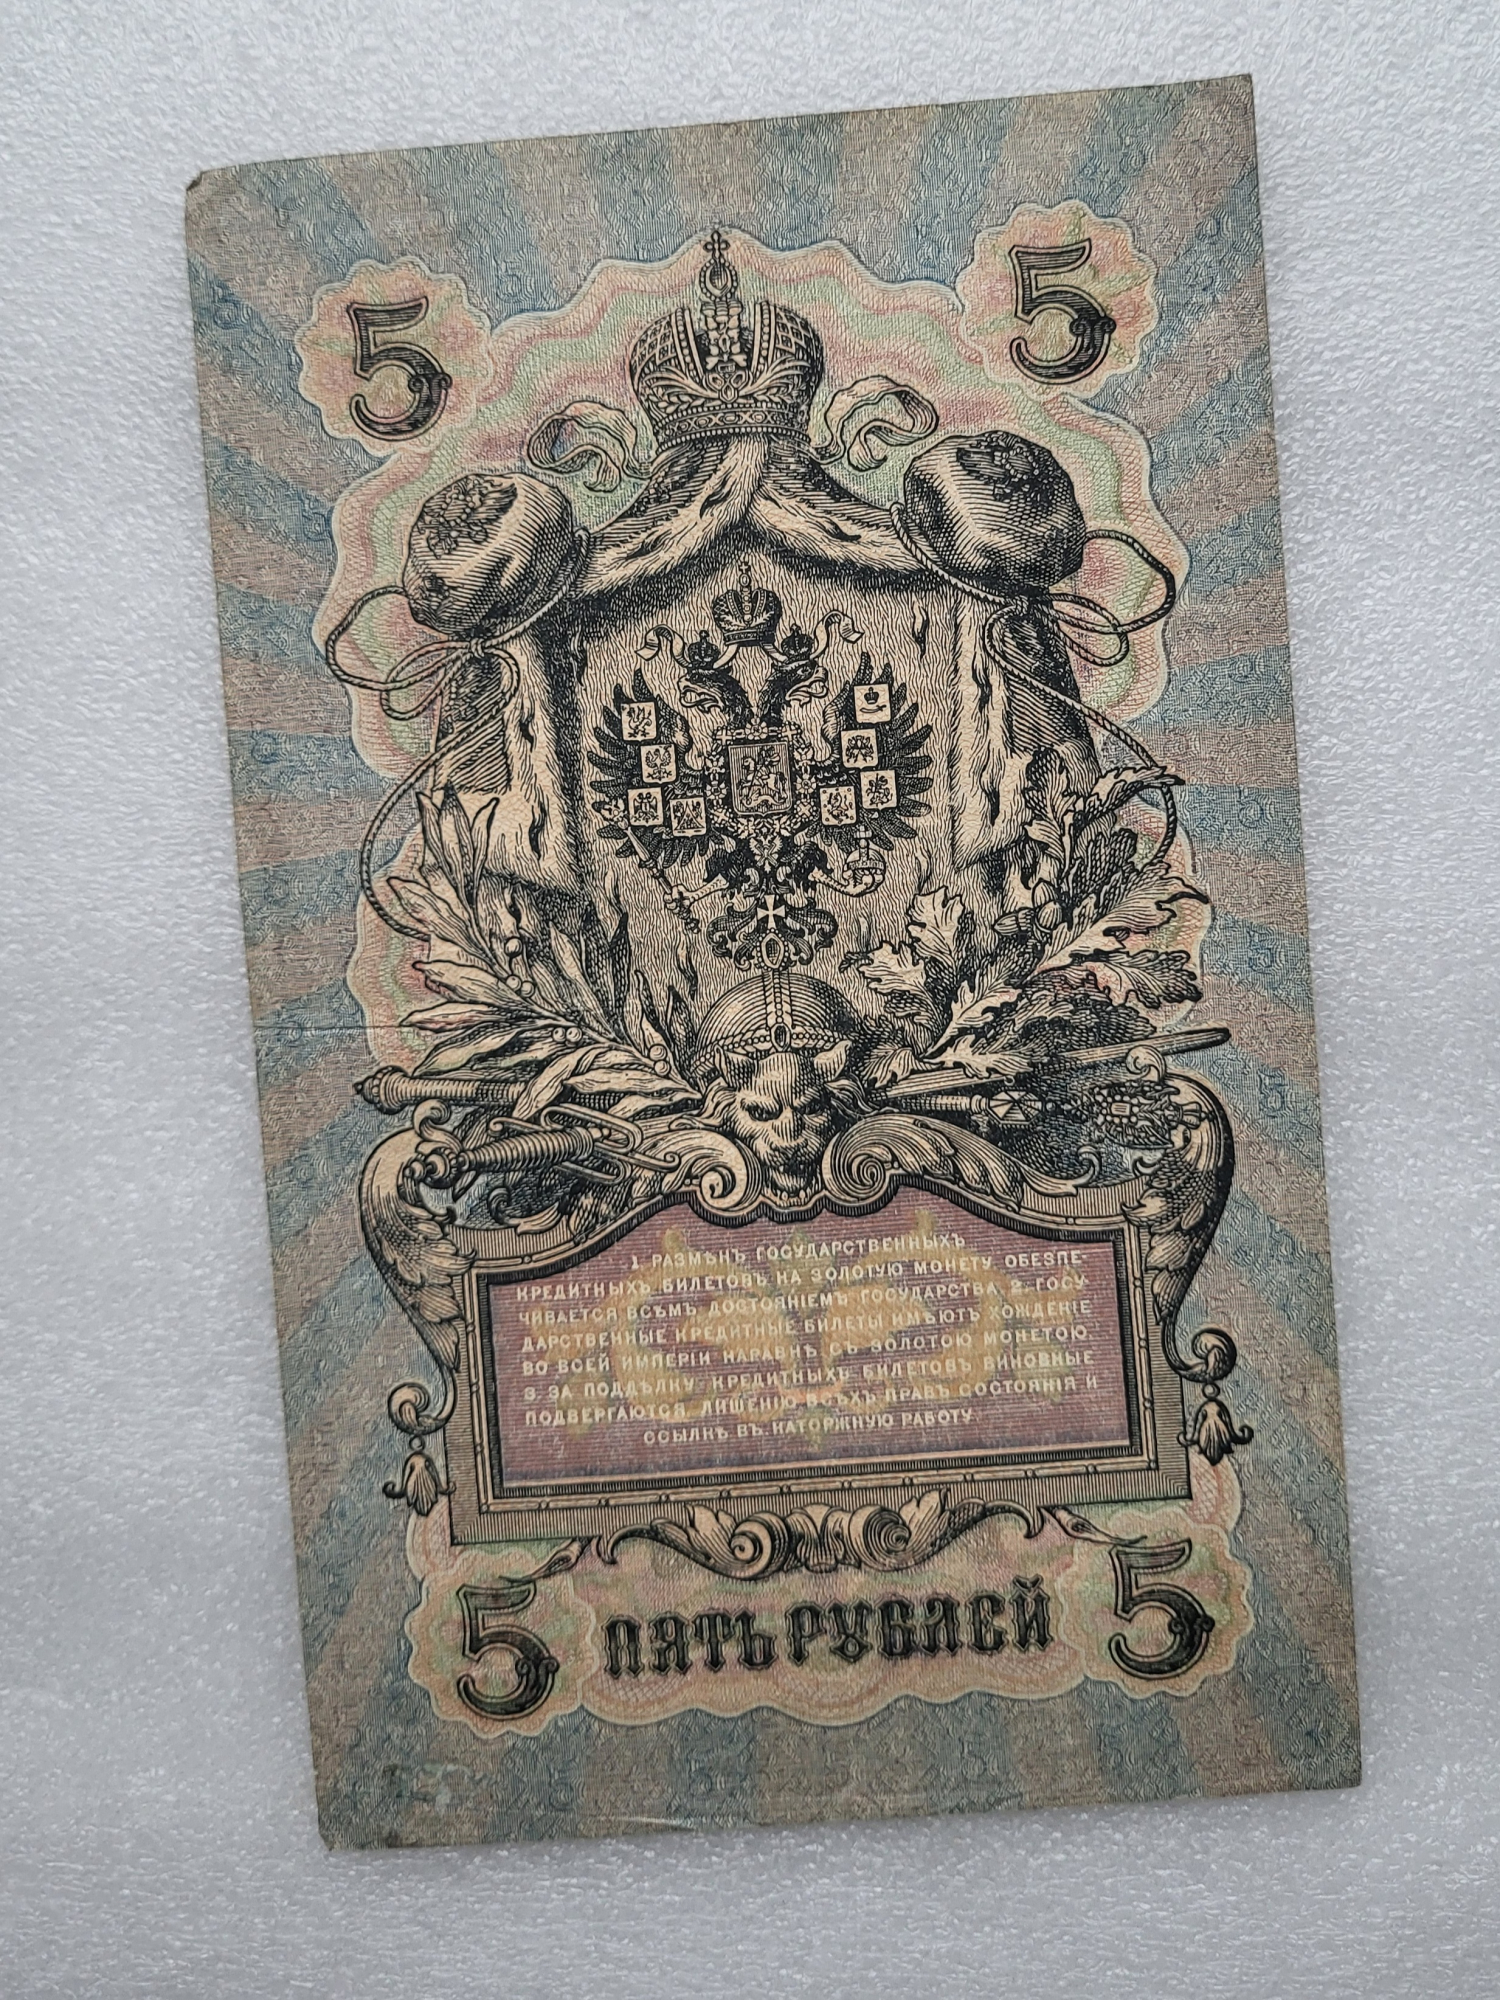 5 5
1. РАЗМѢНЪ ГОСУДАРСТВЕННЫХЪ
КРЕДИТНЫХЪ БИЛЕТОВЪ НА ЗОЛОТУЮ МОНЕТУ ОБЕЗПЕ-
ЧИВАЕТСЯ ВСѢМЪ ДОСТОЯНІЕМЪ ГОСУДАРСТВА. 2. ГОСУ-
ДАРСТВЕННЫЕ КРЕДИТНЫЕ БИЛЕТЫ ИМѢЮТЪ ХОЖДЕНІЕ
ВО ВСЕЙ ИМПЕРІИ НАРАВНѢ СЪ ЗОЛОТОЮ МОНЕТОЮ.
3. ЗА ПОДДѢЛКУ КРЕДИТНЫХЪ БИЛЕТОВЪ ВИНОВНЫЕ
ПОДВЕРГАЮТСЯ ЛИШЕНІЮ ВСѢХЪ ПРАВЪ СОСТОЯНІЯ И
ССЫЛКѢ ВЪ КАТОРЖНУЮ РАБОТУ.
5 ПЯТЬ РУБЛЕЙ 5